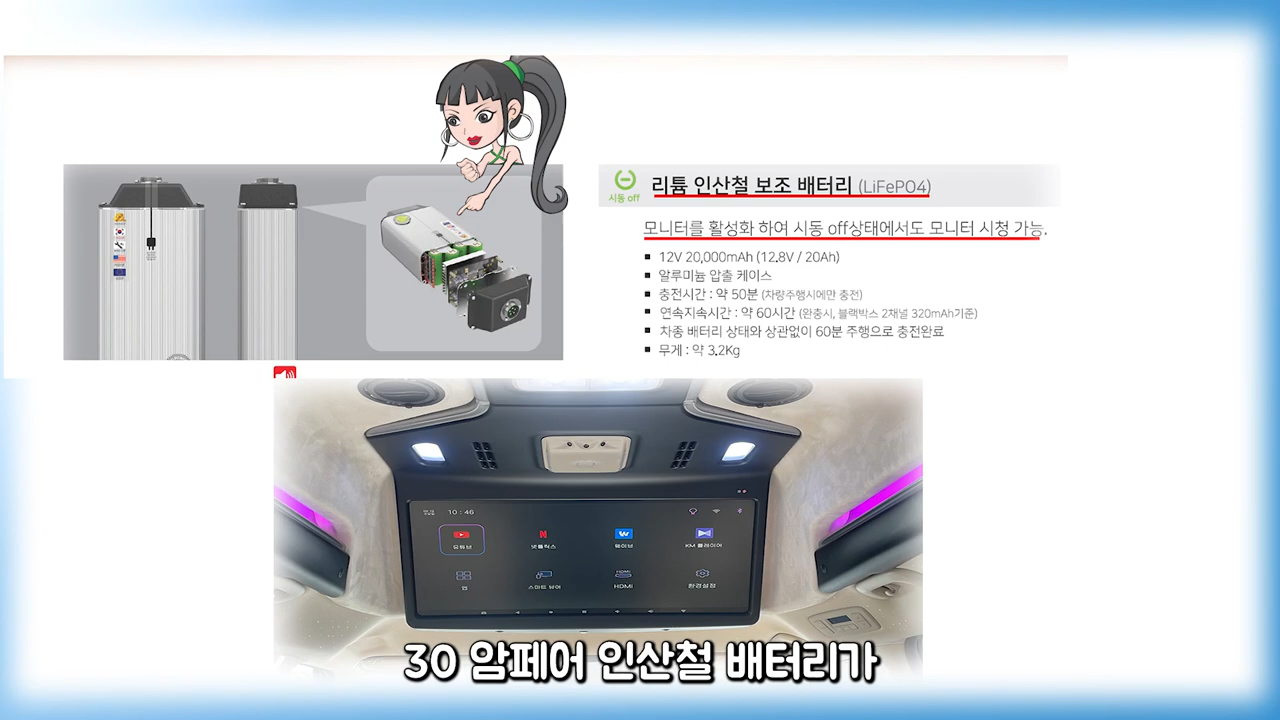 시동 off
리튬 인산철 보조 배터리 (LiFePO4)
모니터를 활성화 하여 시동 off상태에서도 모니터 시청 가능.
12V 20,000mAh (12.8V / 20Ah)
알루미늄 압출 케이스
충전시간 : 약 50분 (차량주행시에만 충전)
연속지속시간 : 약 60시간 (완충시, 블랙박스 2채널 320mAh기준)
차종 배터리 상태와 상관없이 60분 주행으로 충전완료
무게 : 약 3.2Kg
10 : 46
유튜브
넷플릭스
웨이브
KM 플레이어
앱
스마트 뷰어
HDMI
HDMI
환경설정
30 암페어 인산철 배터리가